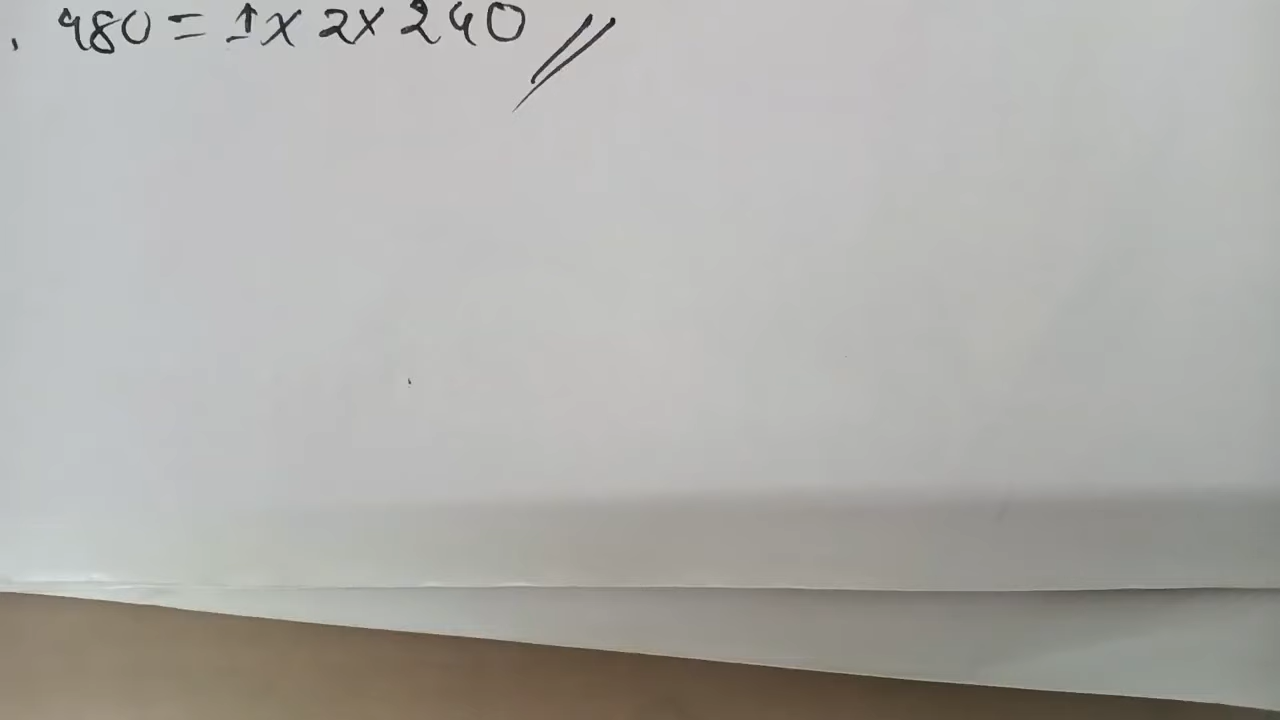 480 = 1 x 2 x 240